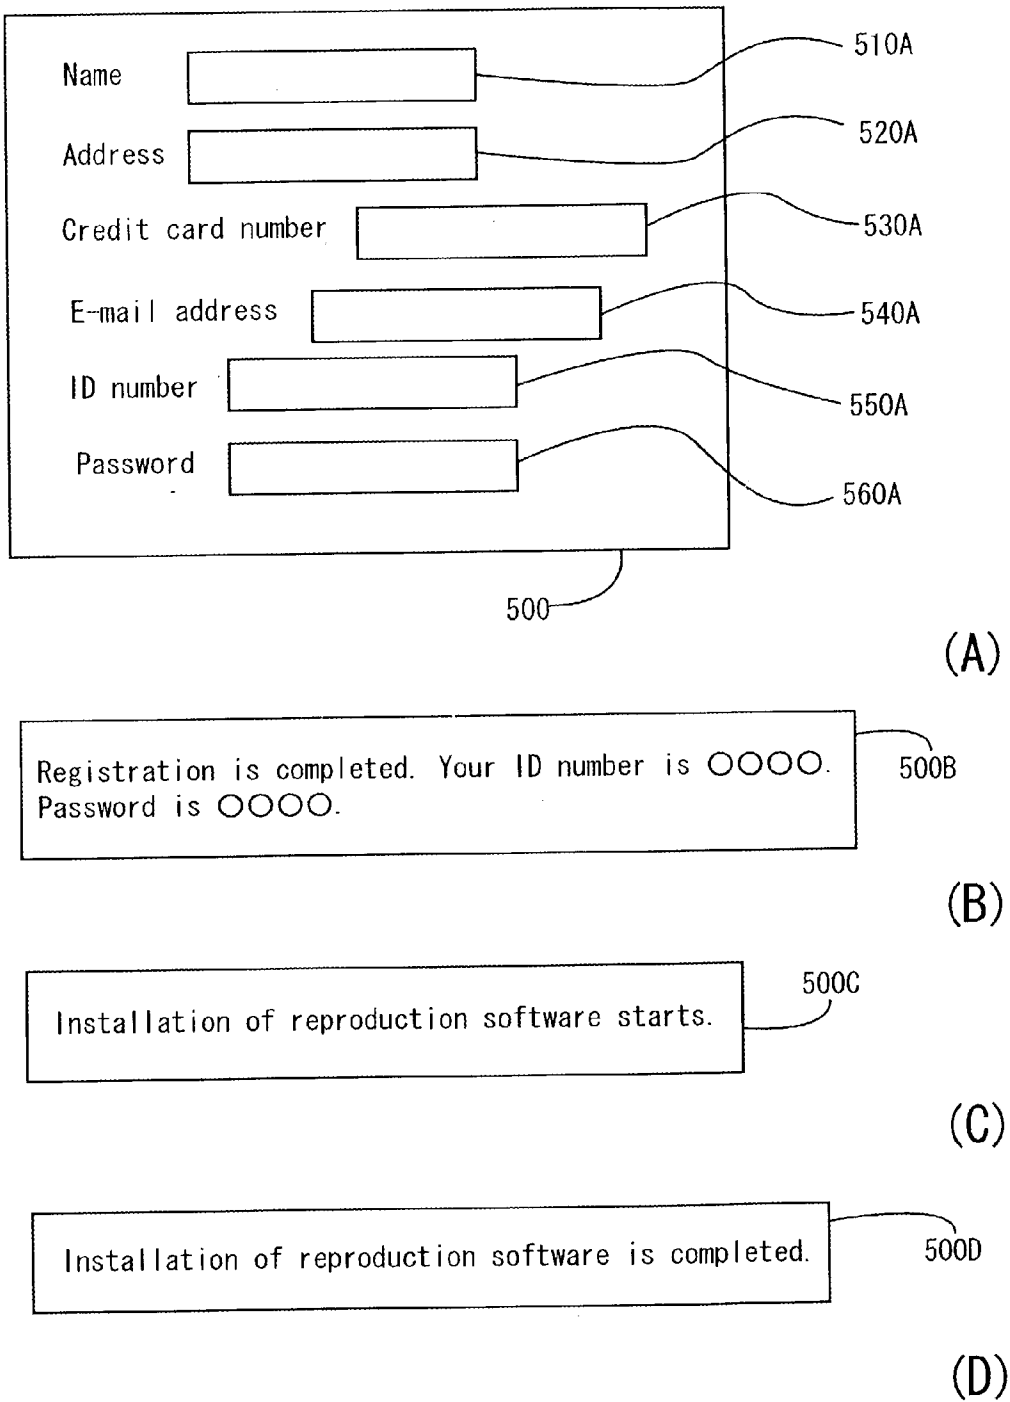 Name
510A
Address
520A
Credit card number
530A
E-mail address
540A
ID number
550A
Password
560A
500
(A)
Registration is completed. Your ID number is ○○○○.
Password is ○○○○.
500B
(B)
500C
Installation of reproduction software starts.
(C)
Installation of reproduction software is completed.
500D
(D)